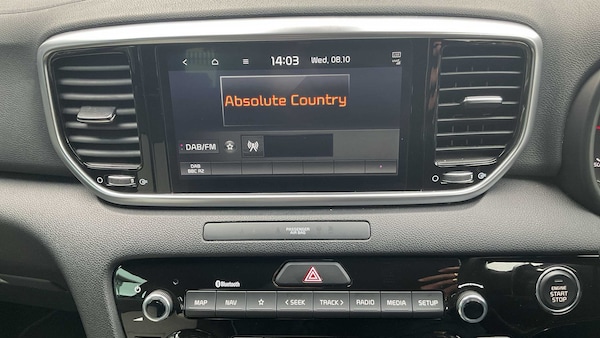 14:03 Wed, 08.10
Absolute Country
DAB/FM
DAB
BBC R2
PASSENGER
AIR BAG
Bluetooth
MAP NAV < SEEK TRACK > RADIO MEDIA SETUP
ENGINE
START
STOP